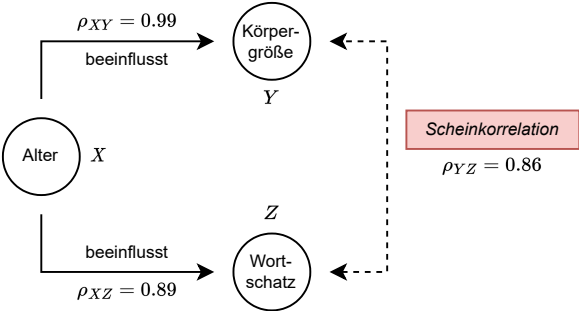 ρ_XY = 0.99
beeinflusst
Körper-
größe
Y
Alter
X
Scheinkorrelation
ρ_YZ = 0.86
Z
beeinflusst
ρ_XZ = 0.89
Wort-
schatz